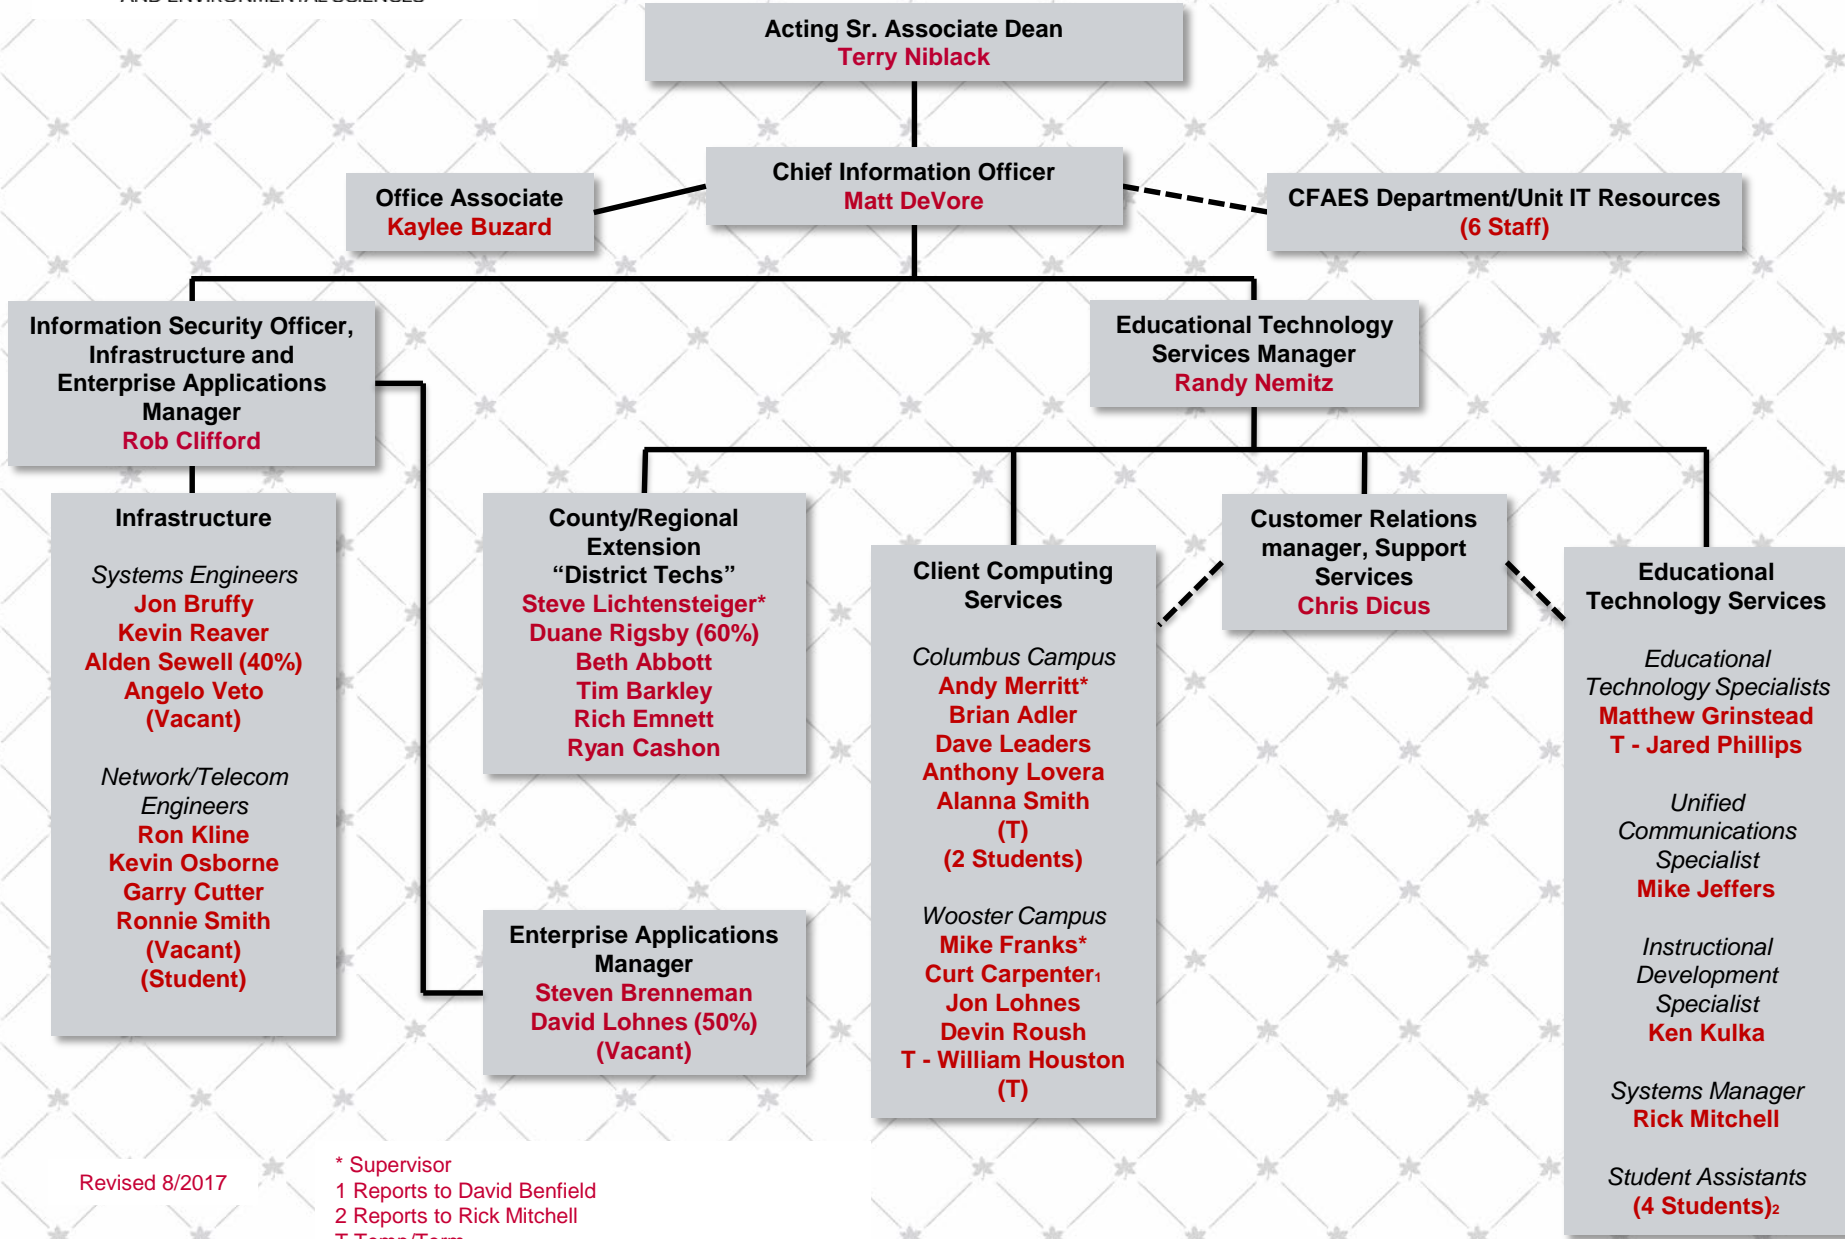 AND ENVIRONMENTAL SCIENCES
Acting Sr. Associate Dean
Terry Niblack
Chief Information Officer
Matt DeVore
Office Associate
Kaylee Buzard
CFAES Department/Unit IT Resources
(6 Staff)
Information Security Officer,
Infrastructure and
Enterprise Applications
Manager
Rob Clifford
Educational Technology
Services Manager
Randy Nemitz
Infrastructure
Systems Engineers
Jon Bruffy
Kevin Reaver
Alden Sewell (40%)
Angelo Veto
(Vacant)
Network/Telecom
Engineers
Ron Kline
Kevin Osborne
Garry Cutter
Ronnie Smith
(Vacant)
(Student)
County/Regional
Extension
“District Techs”
Steve Lichtensteiger*
Duane Rigsby (60%)
Beth Abbott
Tim Barkley
Rich Emnett
Ryan Cashon
Enterprise Applications
Manager
Steven Brenneman
David Lohnes (50%)
(Vacant)
Client Computing
Services
Columbus Campus
Andy Merritt*
Brian Adler
Dave Leaders
Anthony Lovera
Alanna Smith
(T)
(2 Students)
Wooster Campus
Mike Franks*
Curt Carpenter1
Jon Lohnes
Devin Roush
T - William Houston
(T)
Customer Relations
manager, Support
Services
Chris Dicus
Educational
Technology Services
Educational
Technology Specialists
Matthew Grinstead
T - Jared Phillips
Unified
Communications
Specialist
Mike Jeffers
Instructional
Development
Specialist
Ken Kulka
Systems Manager
Rick Mitchell
Student Assistants
(4 Students)2
Revised 8/2017
* Supervisor
1 Reports to David Benfield
2 Reports to Rick Mitchell
T Temp/Term